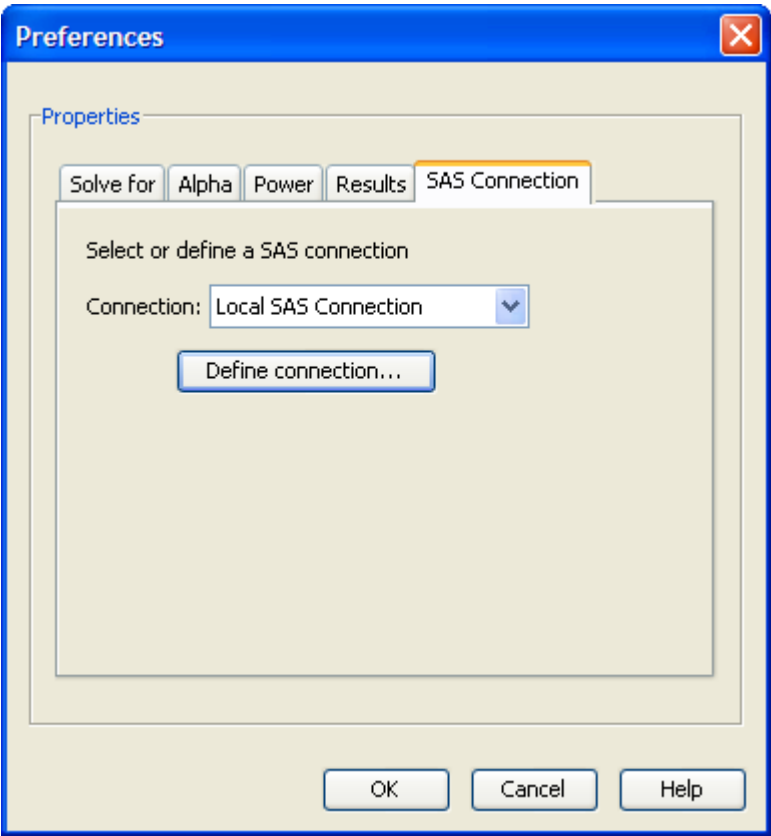 Preferences
Properties
Solve for Alpha Power Results SAS Connection
Select or define a SAS connection
Connection: Local SAS Connection
Define connection...
OK Cancel Help